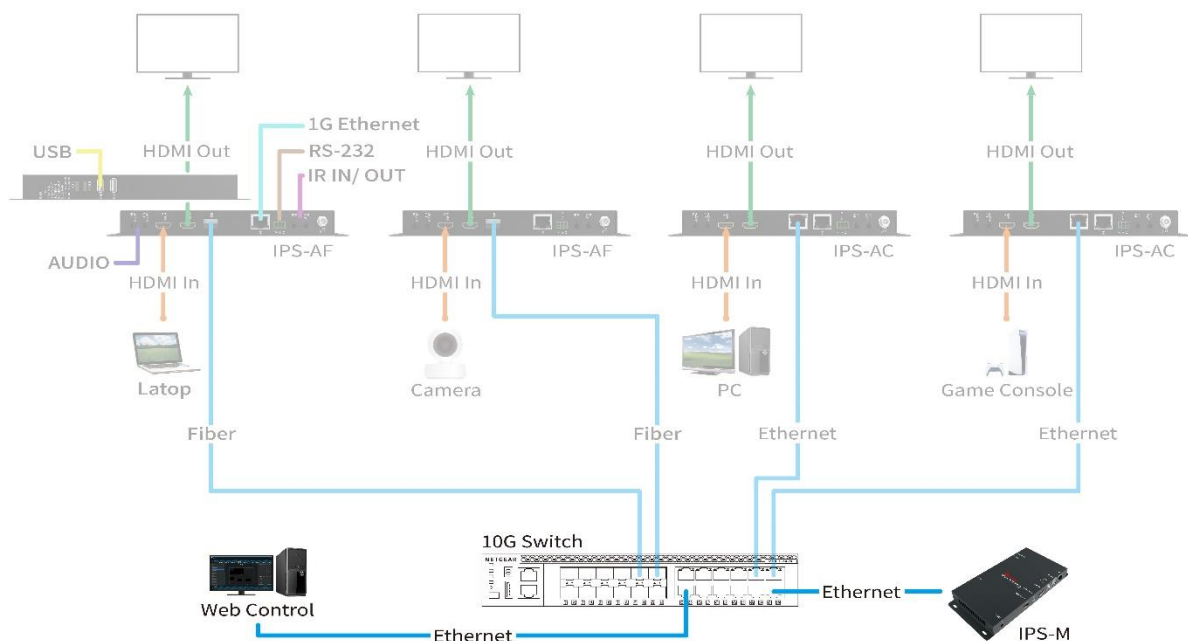 1G Ethernet
USB
HDMI Out
RS-232
HDMI Out
HDMI Out
HDMI Out
IR IN/ OUT
IPS-AF
IPS-AF
IPS-AC
IPS-AC
AUDIO
HDMI In
HDMI In
HDMI In
HDMI In
Latop
Camera
PC
Game Console
Fiber
Fiber
Ethernet
Ethernet
10G Switch
NETGEAR
Web Control
Ethernet
Ethernet
IPS-M